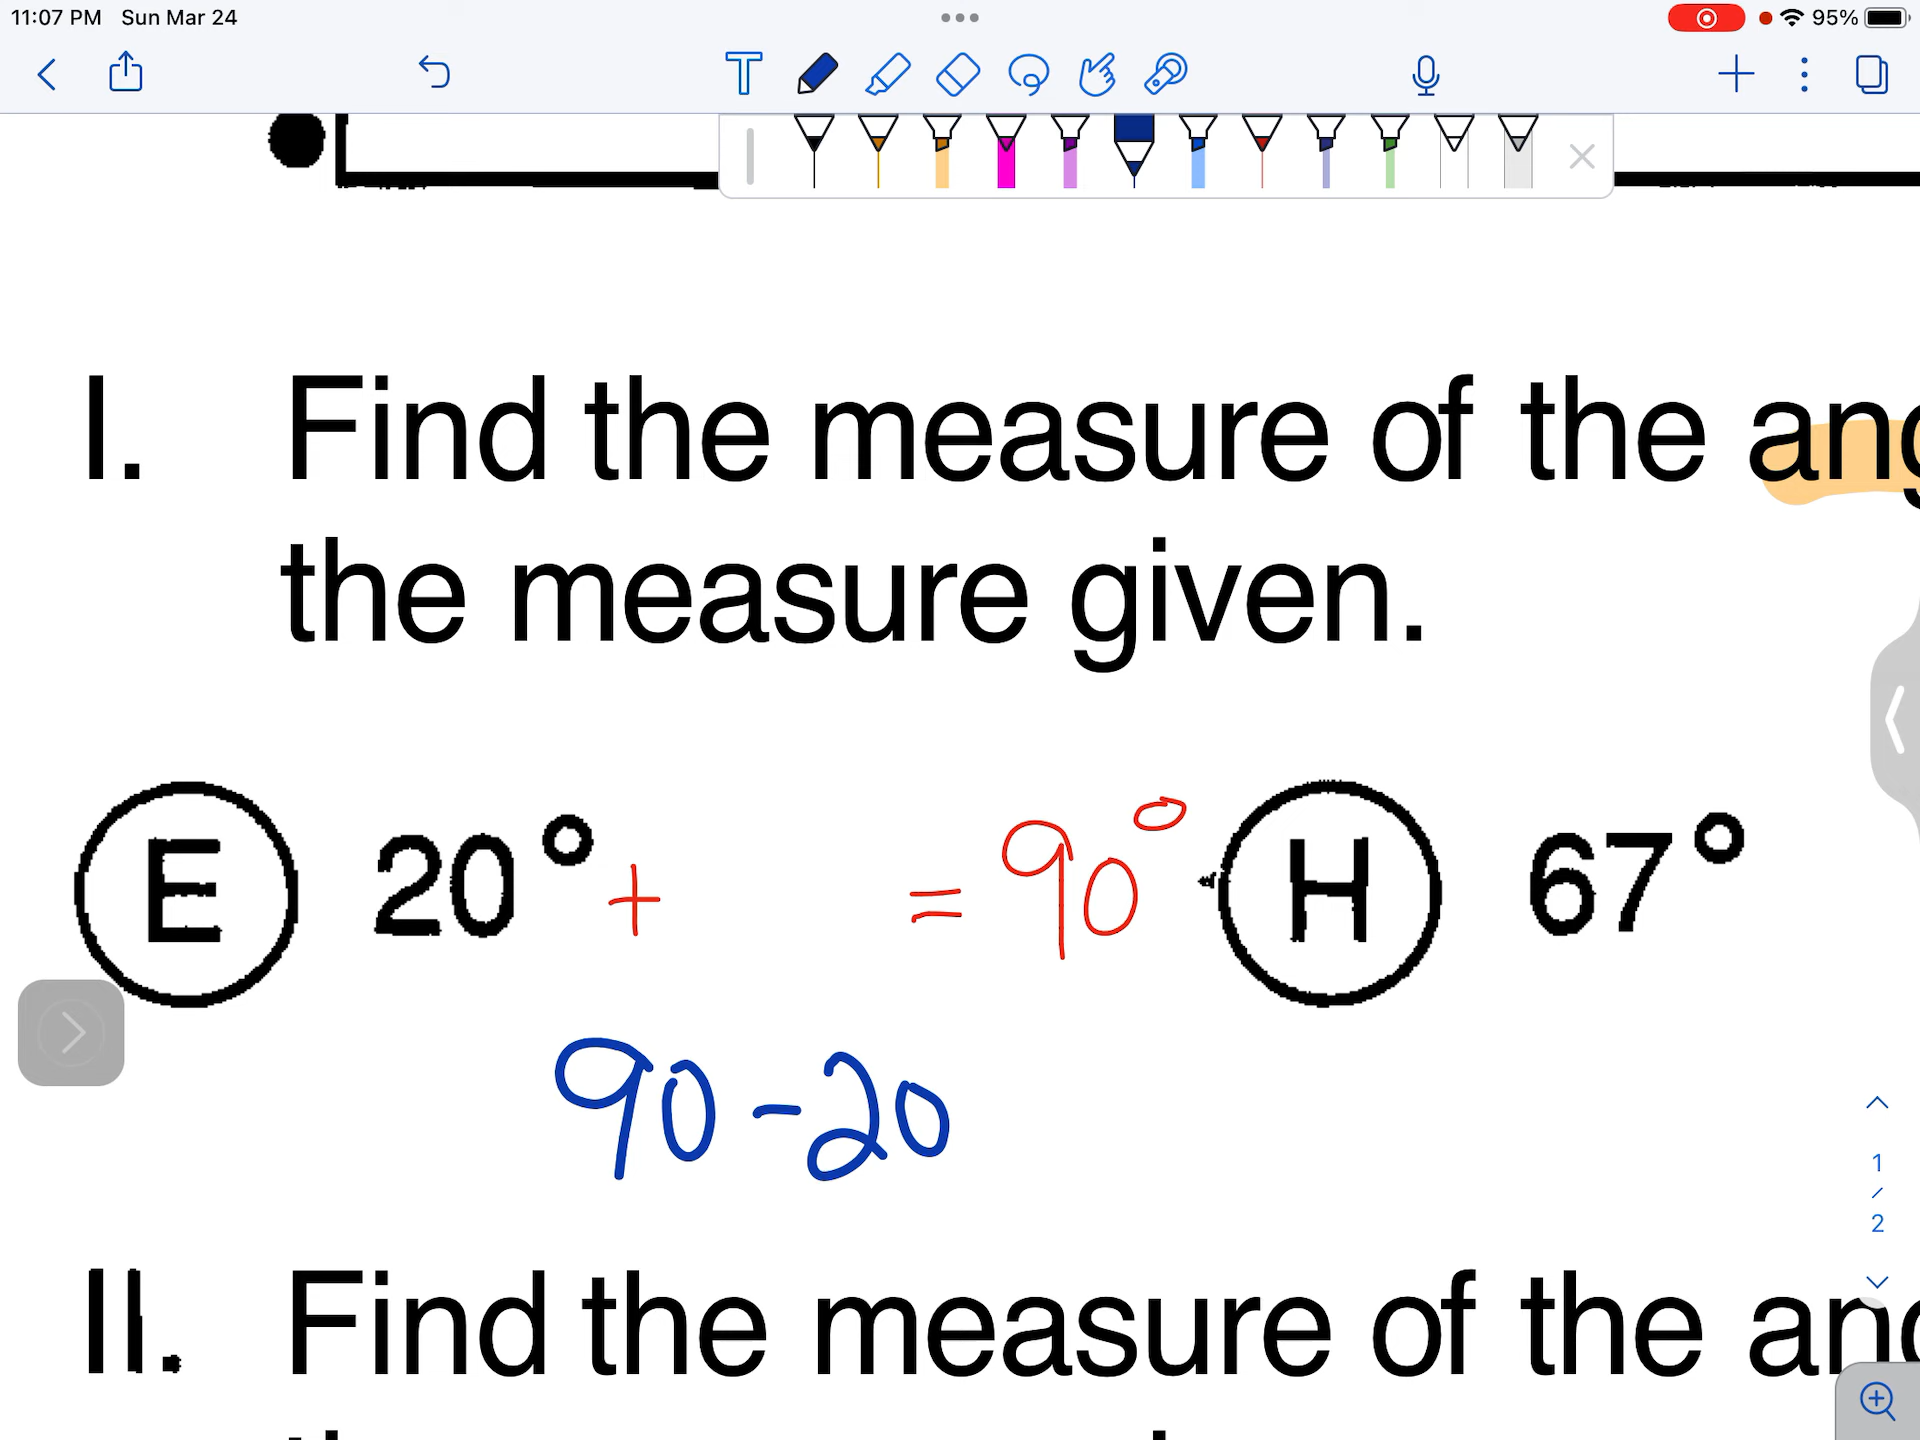 11:07 PM Sun Mar 24
95%
T
I. Find the measure of the ang
the measure given.
E 20° + = 90° H 67°
90-20
1
/
2
II. Find the measure of the ang